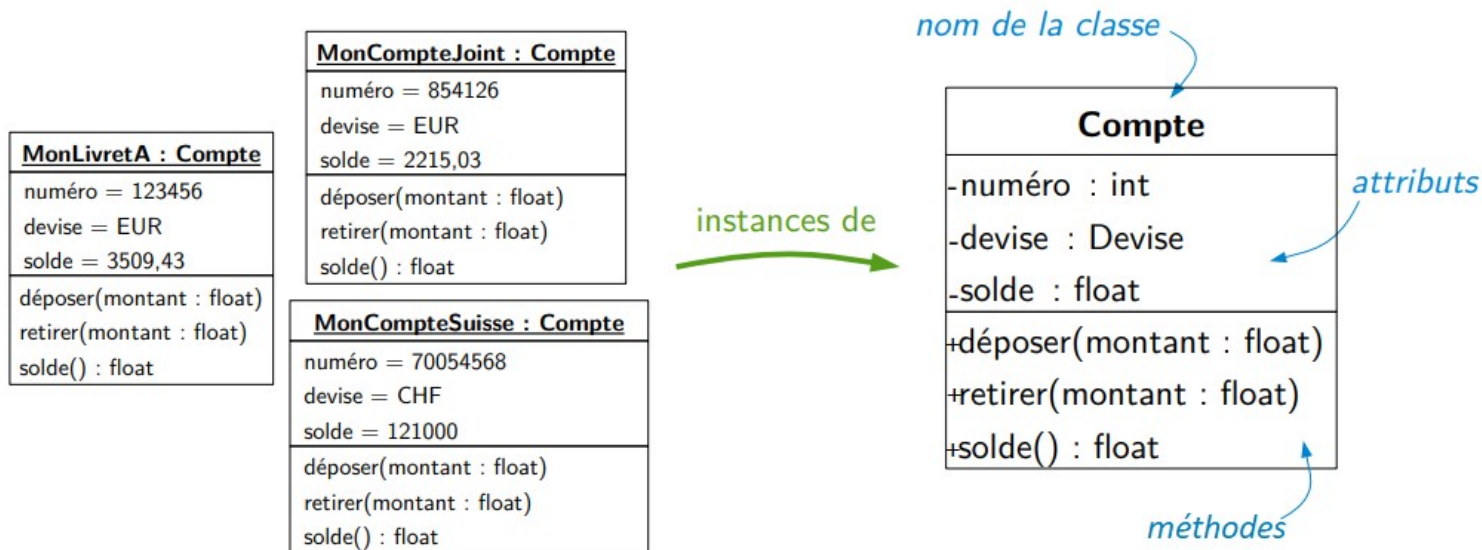 MonLivretA : Compte
numéro = 123456
devise = EUR
solde = 3509,43
déposer(montant : float)
retirer(montant : float)
solde() : float
MonCompteJoint : Compte
numéro = 854126
devise = EUR
solde = 2215,03
déposer(montant : float)
retirer(montant : float)
solde() : float
MonCompteSuisse : Compte
numéro = 70054568
devise = CHF
solde = 121000
déposer(montant : float)
retirer(montant : float)
solde() : float
instances de
nom de la classe
Compte
-numéro : int
-devise : Devise
-solde : float
attributs
+déposer(montant : float)
+retirer(montant : float)
+solde() : float
méthodes